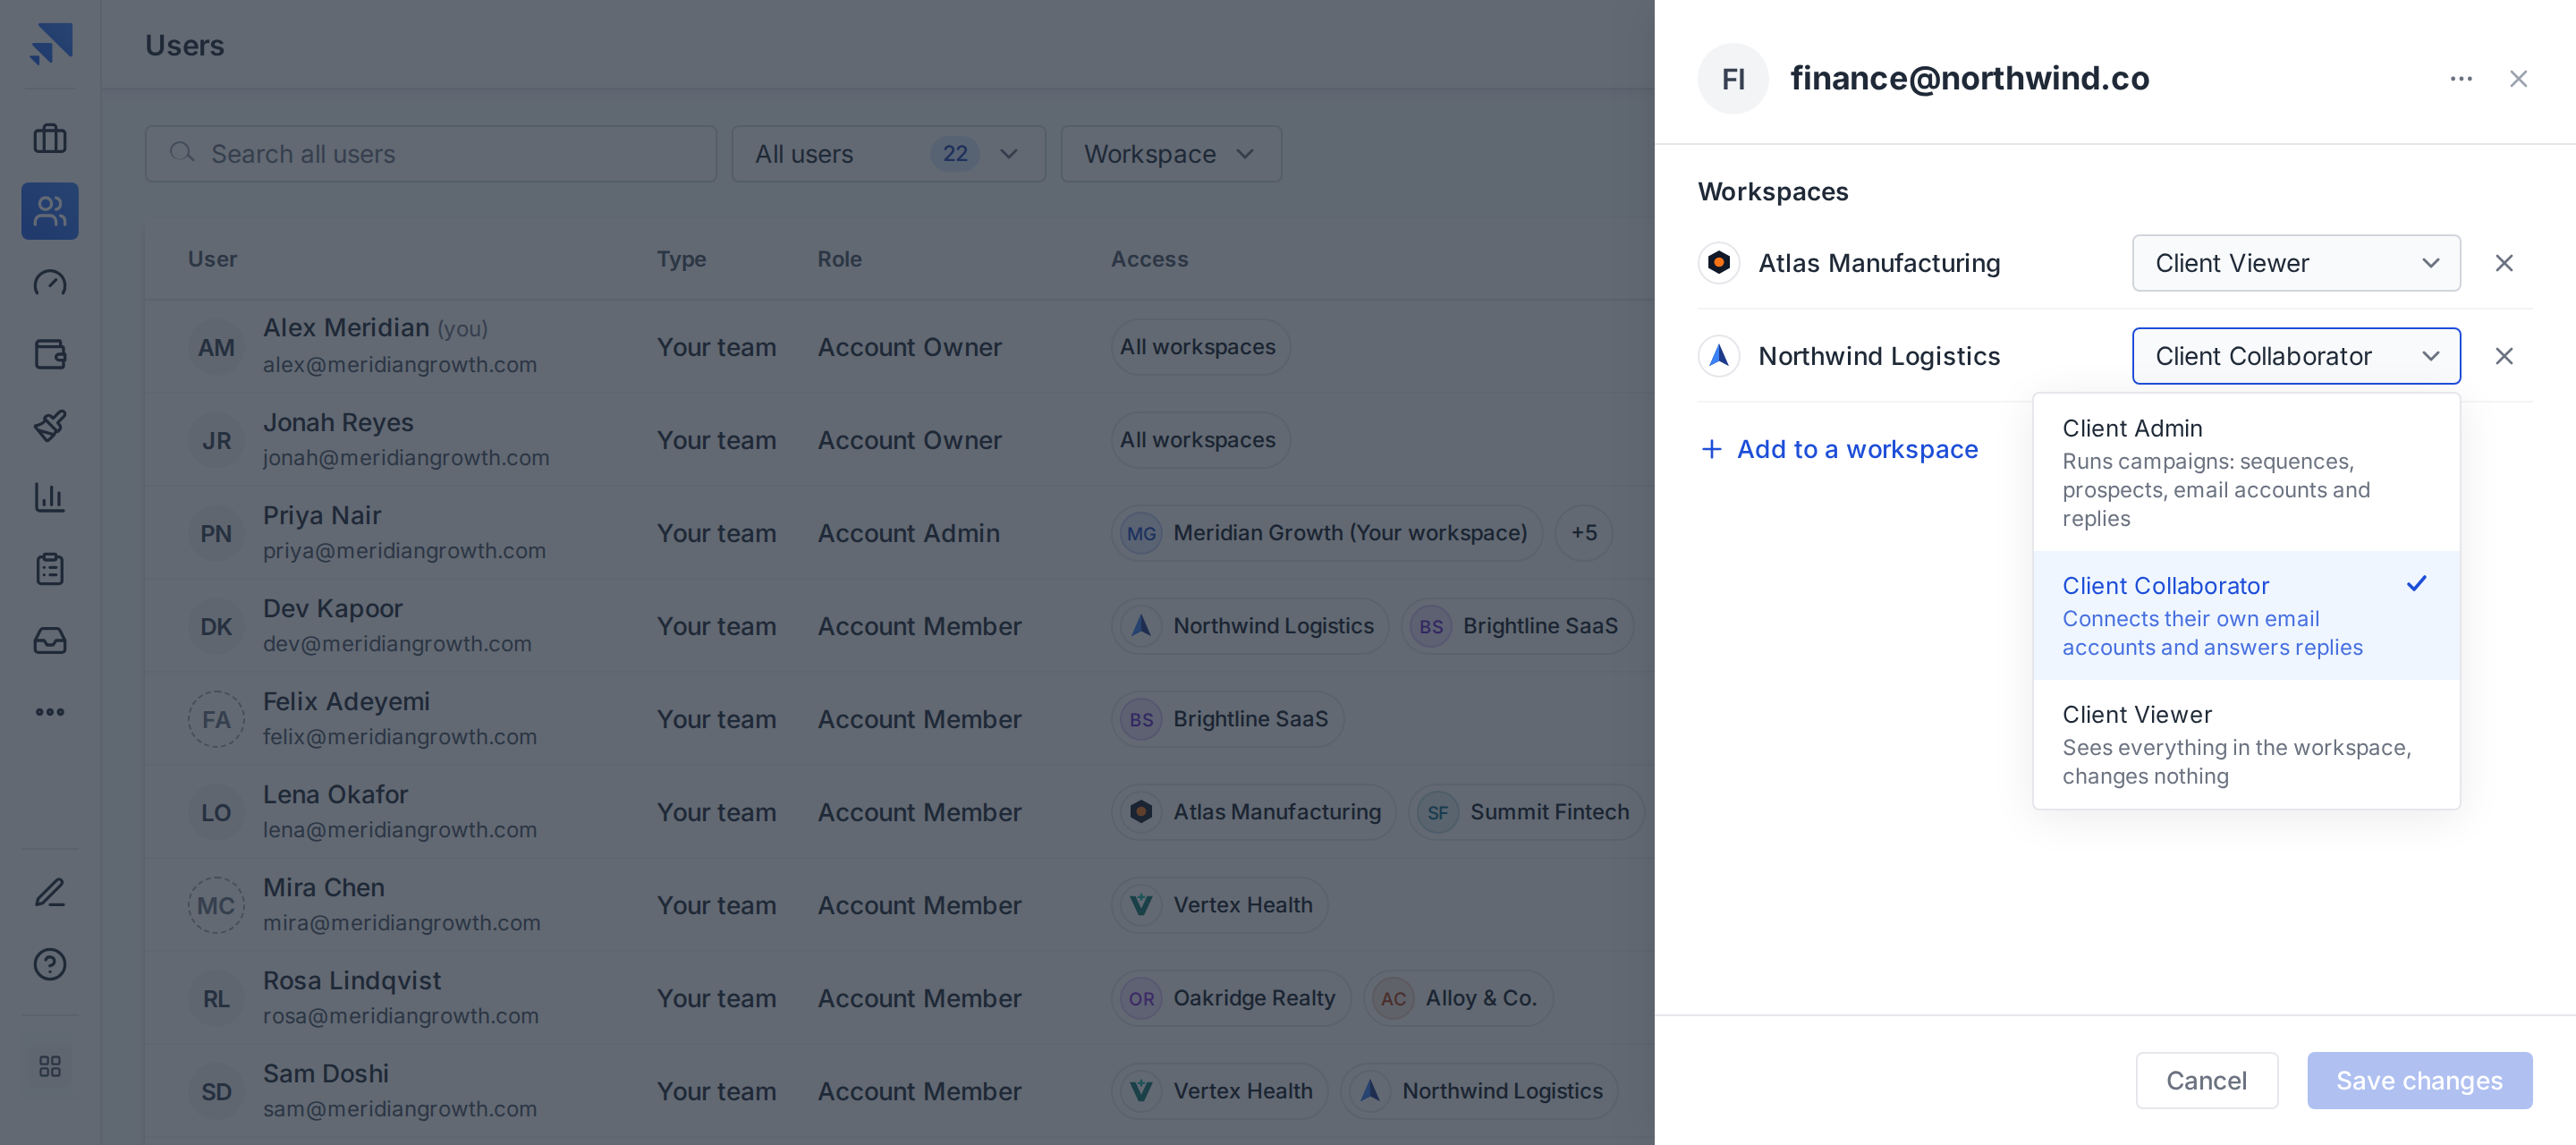 Users
Search all users
All users 22
Workspace
User Type Role Access
AM Alex Meridian (you)
alex@meridiangrowth.com
Your team Account Owner All workspaces
JR Jonah Reyes
jonah@meridiangrowth.com
Your team Account Owner All workspaces
PN Priya Nair
priya@meridiangrowth.com
Your team Account Admin MG Meridian Growth (Your workspace) +5
DK Dev Kapoor
dev@meridiangrowth.com
Your team Account Member Northwind Logistics BS Brightline SaaS
FA Felix Adeyemi
felix@meridiangrowth.com
Your team Account Member BS Brightline SaaS
LO Lena Okafor
lena@meridiangrowth.com
Your team Account Member Atlas Manufacturing SF Summit Fintech
MC Mira Chen
mira@meridiangrowth.com
Your team Account Member Vertex Health
RL Rosa Lindqvist
rosa@meridiangrowth.com
Your team Account Member OR Oakridge Realty AC Alloy & Co.
SD Sam Doshi
sam@meridiangrowth.com
Your team Account Member Vertex Health Northwind Logistics
FI finance@northwind.co
Workspaces
Atlas Manufacturing Client Viewer
Northwind Logistics Client Collaborator
Add to a workspace
Client Admin
Runs campaigns: sequences,
prospects, email accounts and
replies
Client Collaborator
Connects their own email
accounts and answers replies
Client Viewer
Sees everything in the workspace,
changes nothing
Cancel
Save changes